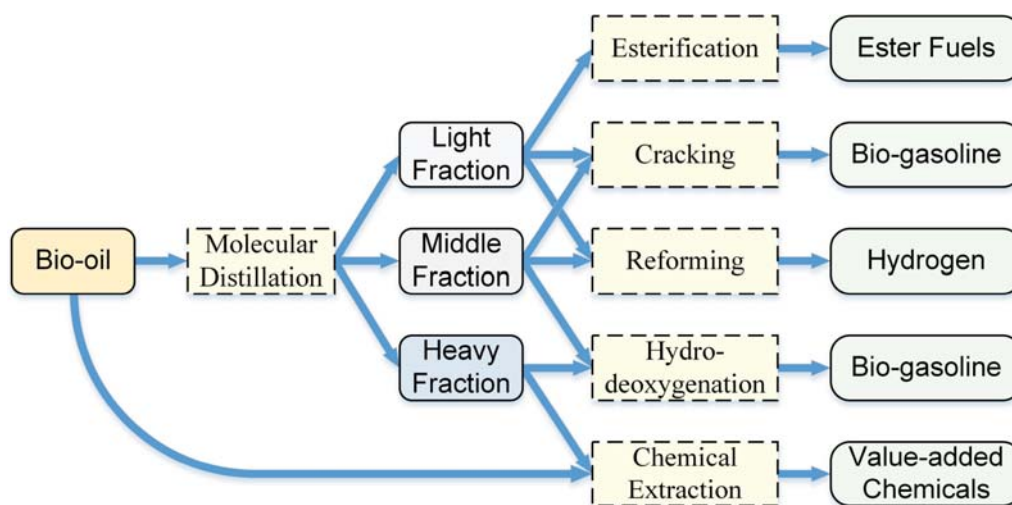 Esterification
Ester Fuels
Light
Fraction
Cracking
Bio-gasoline
Bio-oil
Molecular
Distillation
Middle
Fraction
Reforming
Hydrogen
Heavy
Fraction
Hydro-
deoxygenation
Bio-gasoline
Chemical
Extraction
Value-added
Chemicals